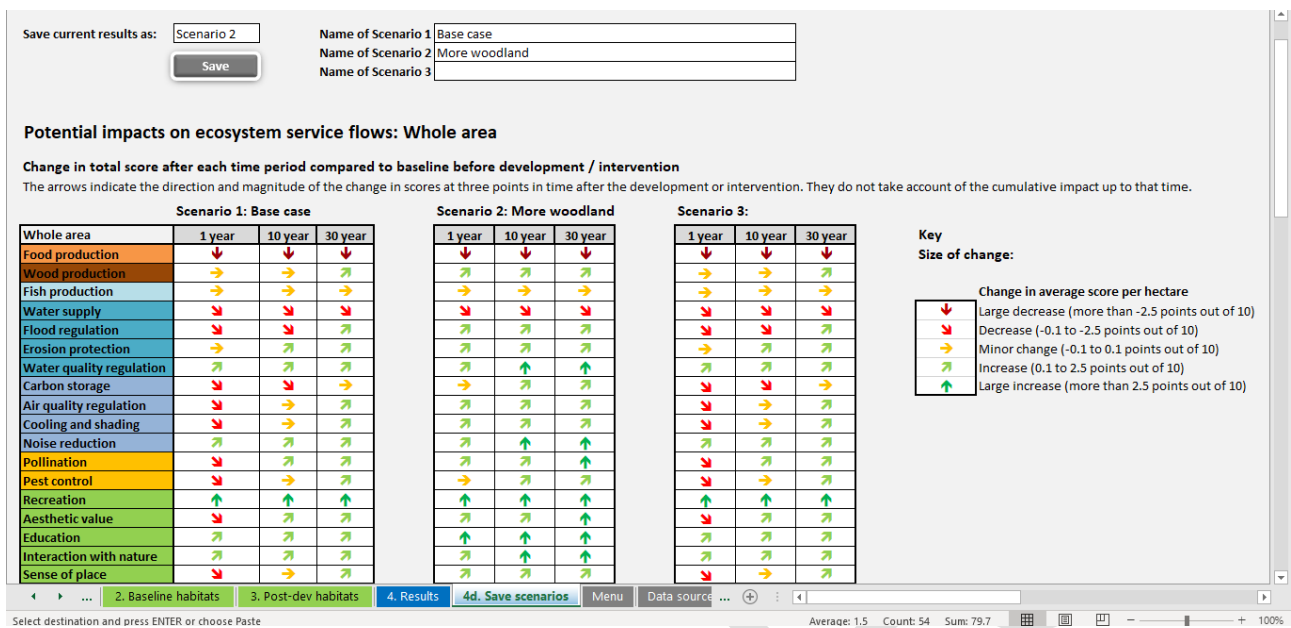 Save current results as: Scenario 2 Name of Scenario 1 Base case
Name of Scenario 2 More woodland
Save
Name of Scenario 3
Potential impacts on ecosystem service flows: Whole area
Change in total score after each time period compared to baseline before development / intervention
The arrows indicate the direction and magnitude of the change in scores at three points in time after the development or intervention. They do not take account of the cumulative impact up to that time.
Scenario 1: Base case Scenario 2: More woodland Scenario 3:
Whole area 1 year 10 year 30 year 1 year 10 year 30 year 1 year 10 year 30 year Key
Food production Size of change:
Wood production
Fish production Change in average score per hectare
Water supply Large decrease (more than -2.5 points out of 10)
Flood regulation Decrease (-0.1 to -2.5 points out of 10)
Erosion protection Minor change (-0.1 to 0.1 points out of 10)
Water quality regulation Increase (0.1 to 2.5 points out of 10)
Carbon storage Large increase (more than 2.5 points out of 10)
Air quality regulation
Cooling and shading
Noise reduction
Pollination
Pest control
Recreation
Aesthetic value
Education
Interaction with nature
Sense of place
... 2. Baseline habitats 3. Post-dev habitats 4. Results 4d. Save scenarios Menu Data source ...
Select destination and press ENTER or choose Paste Average: 1.5 Count: 54 Sum: 79.7 100%